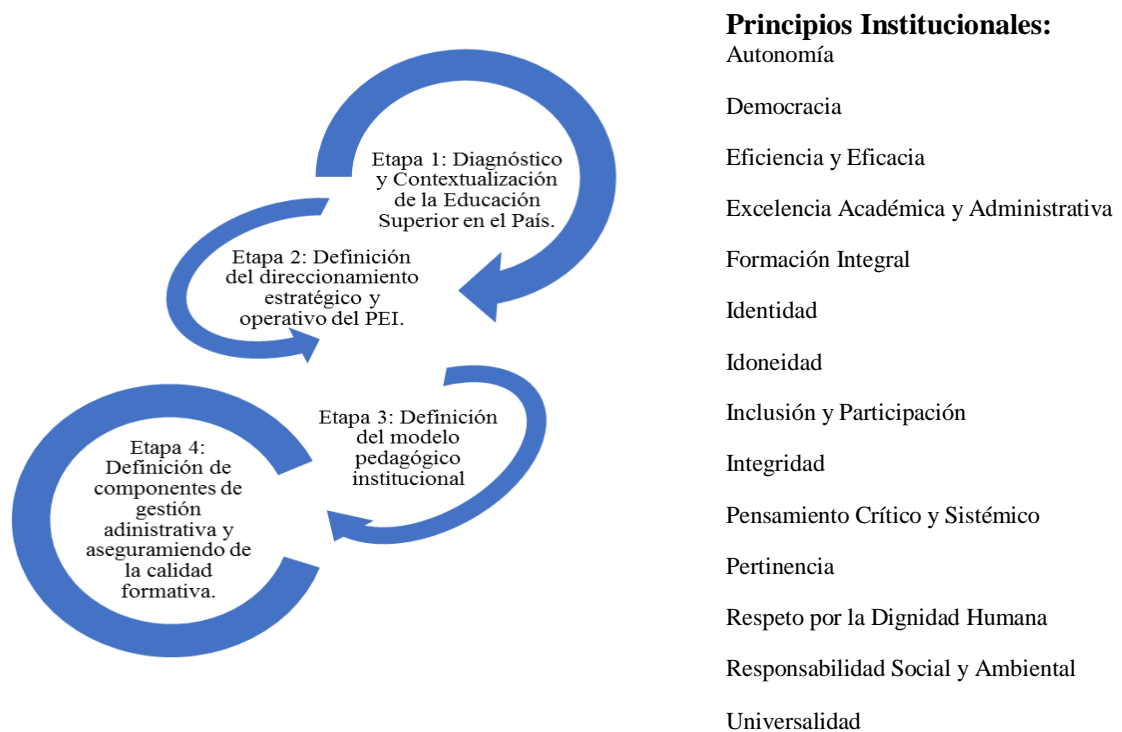 Etapa 1: Diagnóstico
y Contextualización
de la Educación
Superior en el País.
Etapa 2: Definición
del direccionamiento
estratégico y
operativo del PEI.
Etapa 3: Definición
del modelo
pedagógico
institucional
Etapa 4:
Definición de
componentes de
gestión
adinistrativa y
aseguramiendo de
la calidad
formativa.
Principios Institucionales:
Autonomía
Democracia
Eficiencia y Eficacia
Excelencia Académica y Administrativa
Formación Integral
Identidad
Idoneidad
Inclusión y Participación
Integridad
Pensamiento Crítico y Sistémico
Pertinencia
Respeto por la Dignidad Humana
Responsabilidad Social y Ambiental
Universalidad